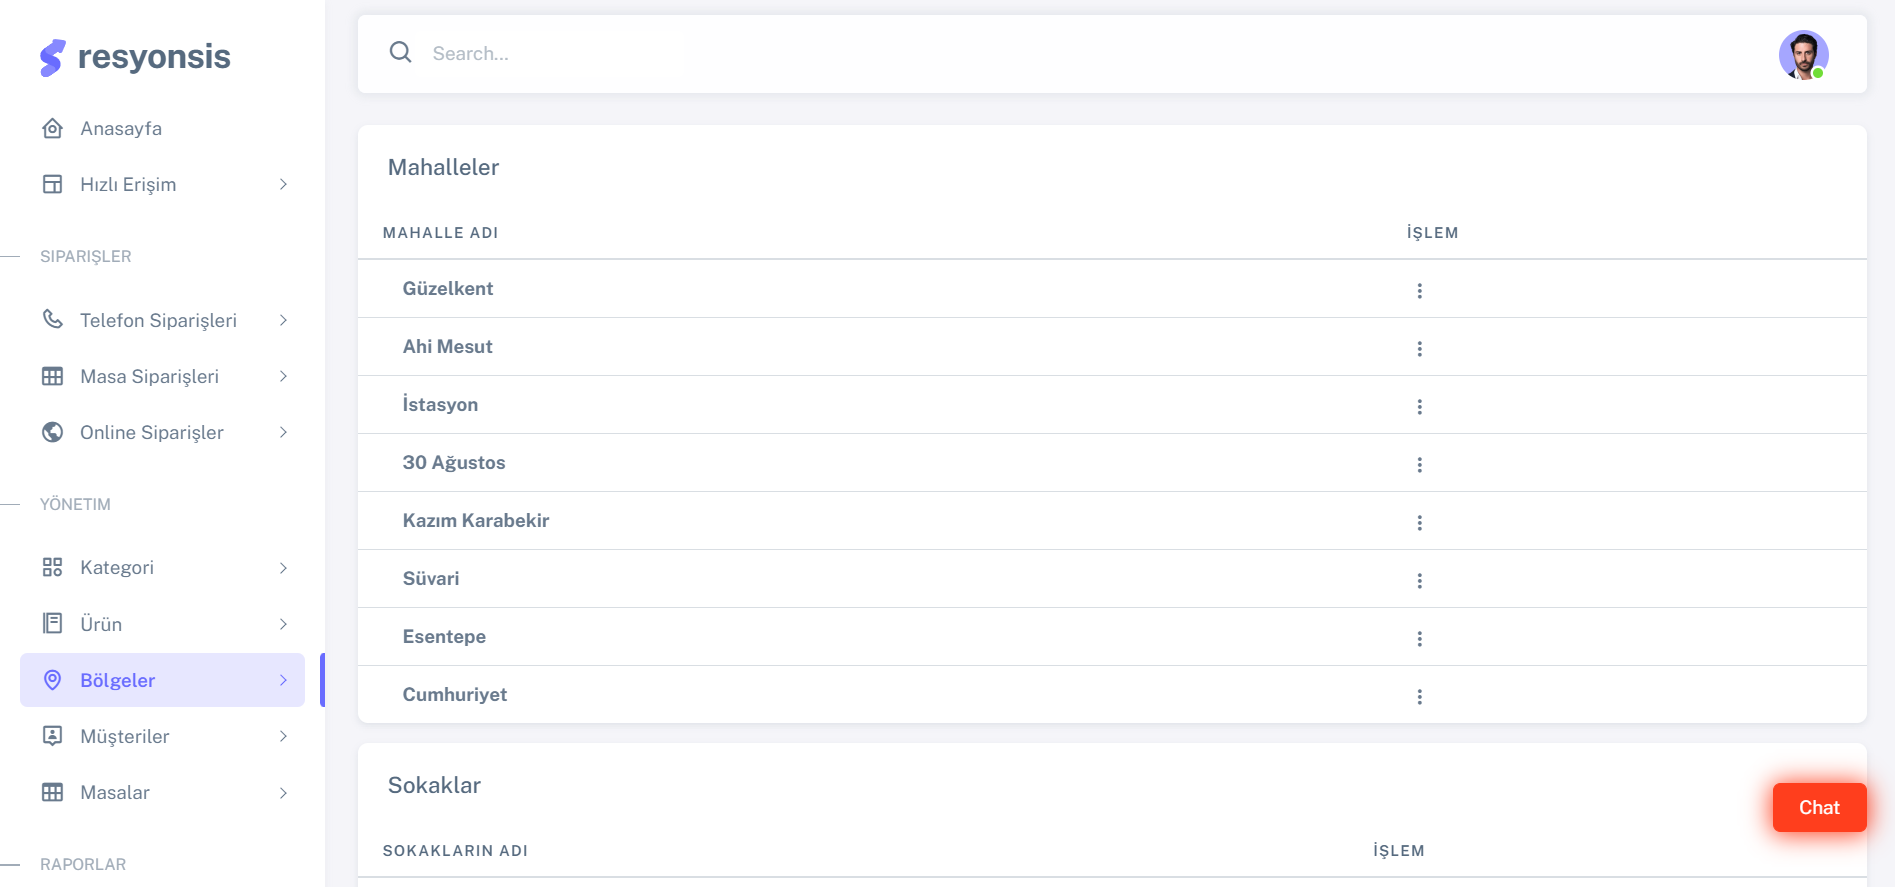 resyonsis
Anasayfa
Hızlı Erişim
SIPARIŞLER
Telefon Siparişleri
Masa Siparişleri
Online Siparişler
YÖNETIM
Kategori
Ürün
Bölgeler
Müşteriler
Masalar
RAPORLAR
Search...
Mahalleler
MAHALLE ADI İŞLEM
Güzelkent
Ahi Mesut
İstasyon
30 Ağustos
Kazım Karabekir
Süvari
Esentepe
Cumhuriyet
Sokaklar
Chat
SOKAKLARIN ADI İŞLEM